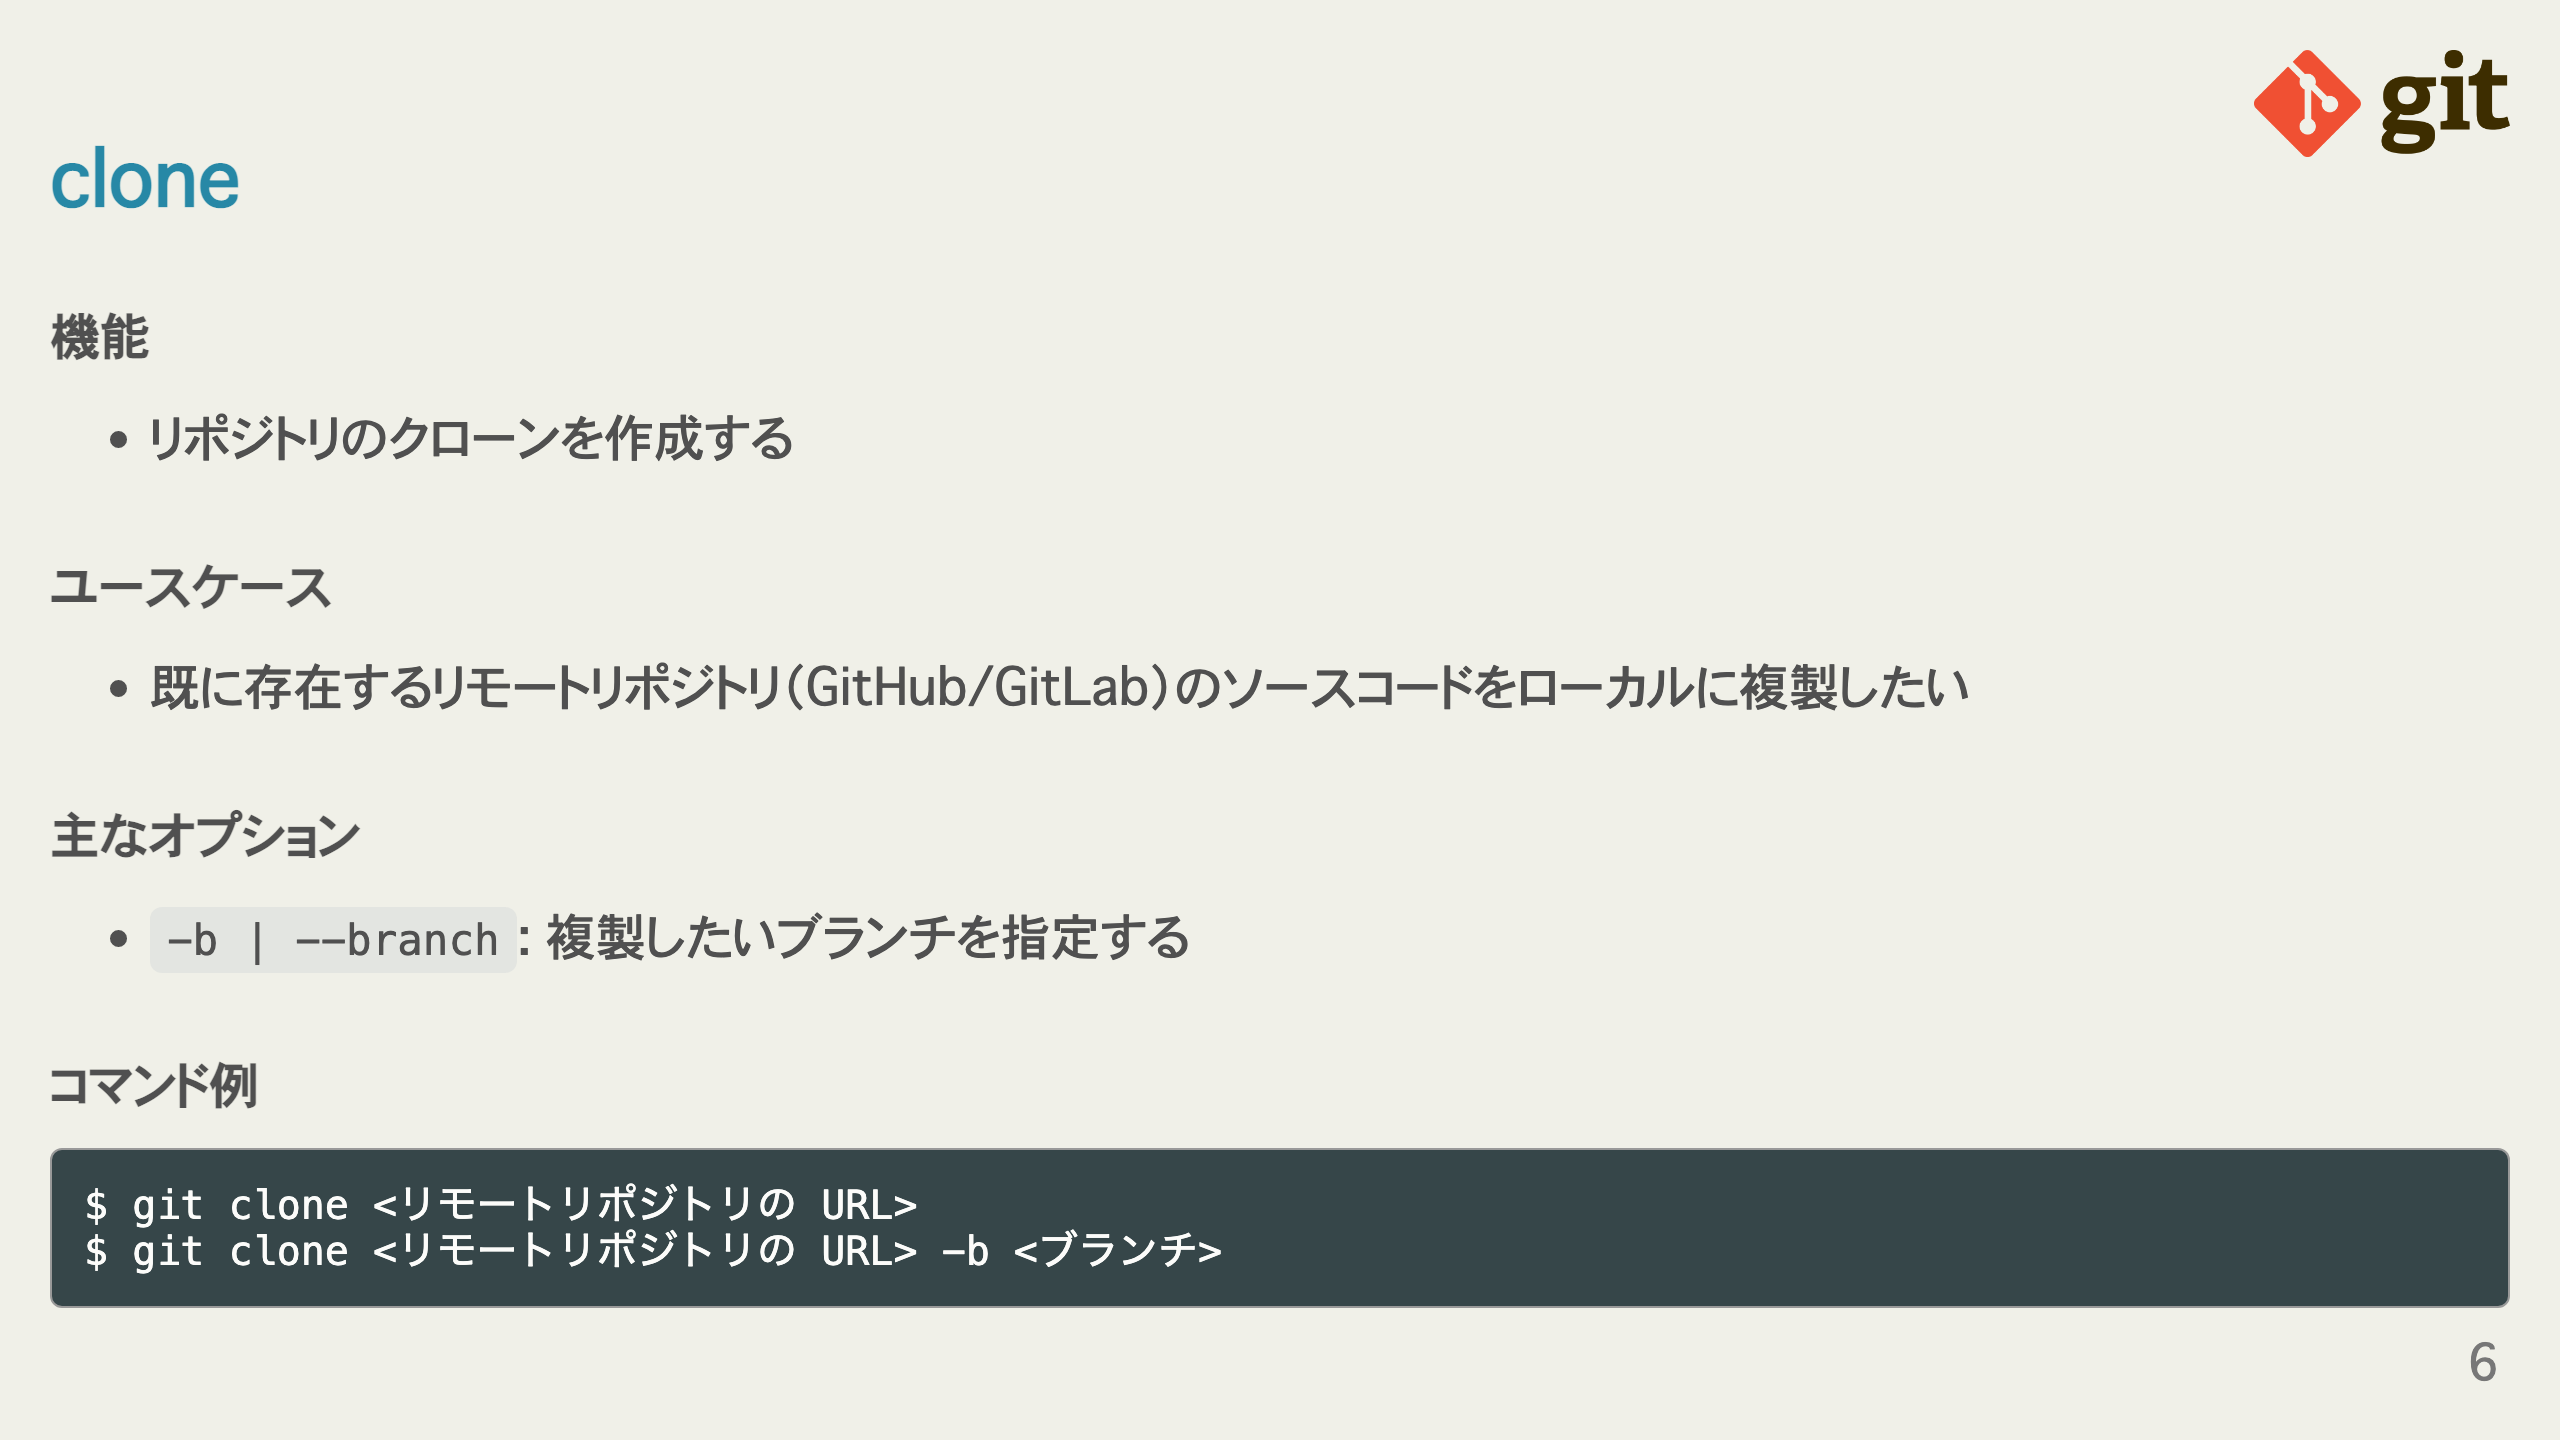 git
clone
機能
• リポジトリのクローンを作成する
ユースケース
• 既に存在するリモートリポジトリ(GitHub/GitLab)のソースコードをローカルに複製したい
主なオプション
• -b | --branch: 複製したいブランチを指定する
コマンド例
$ git clone <リモートリポジトリの URL>
$ git clone <リモートリポジトリの URL> -b <ブランチ>
6